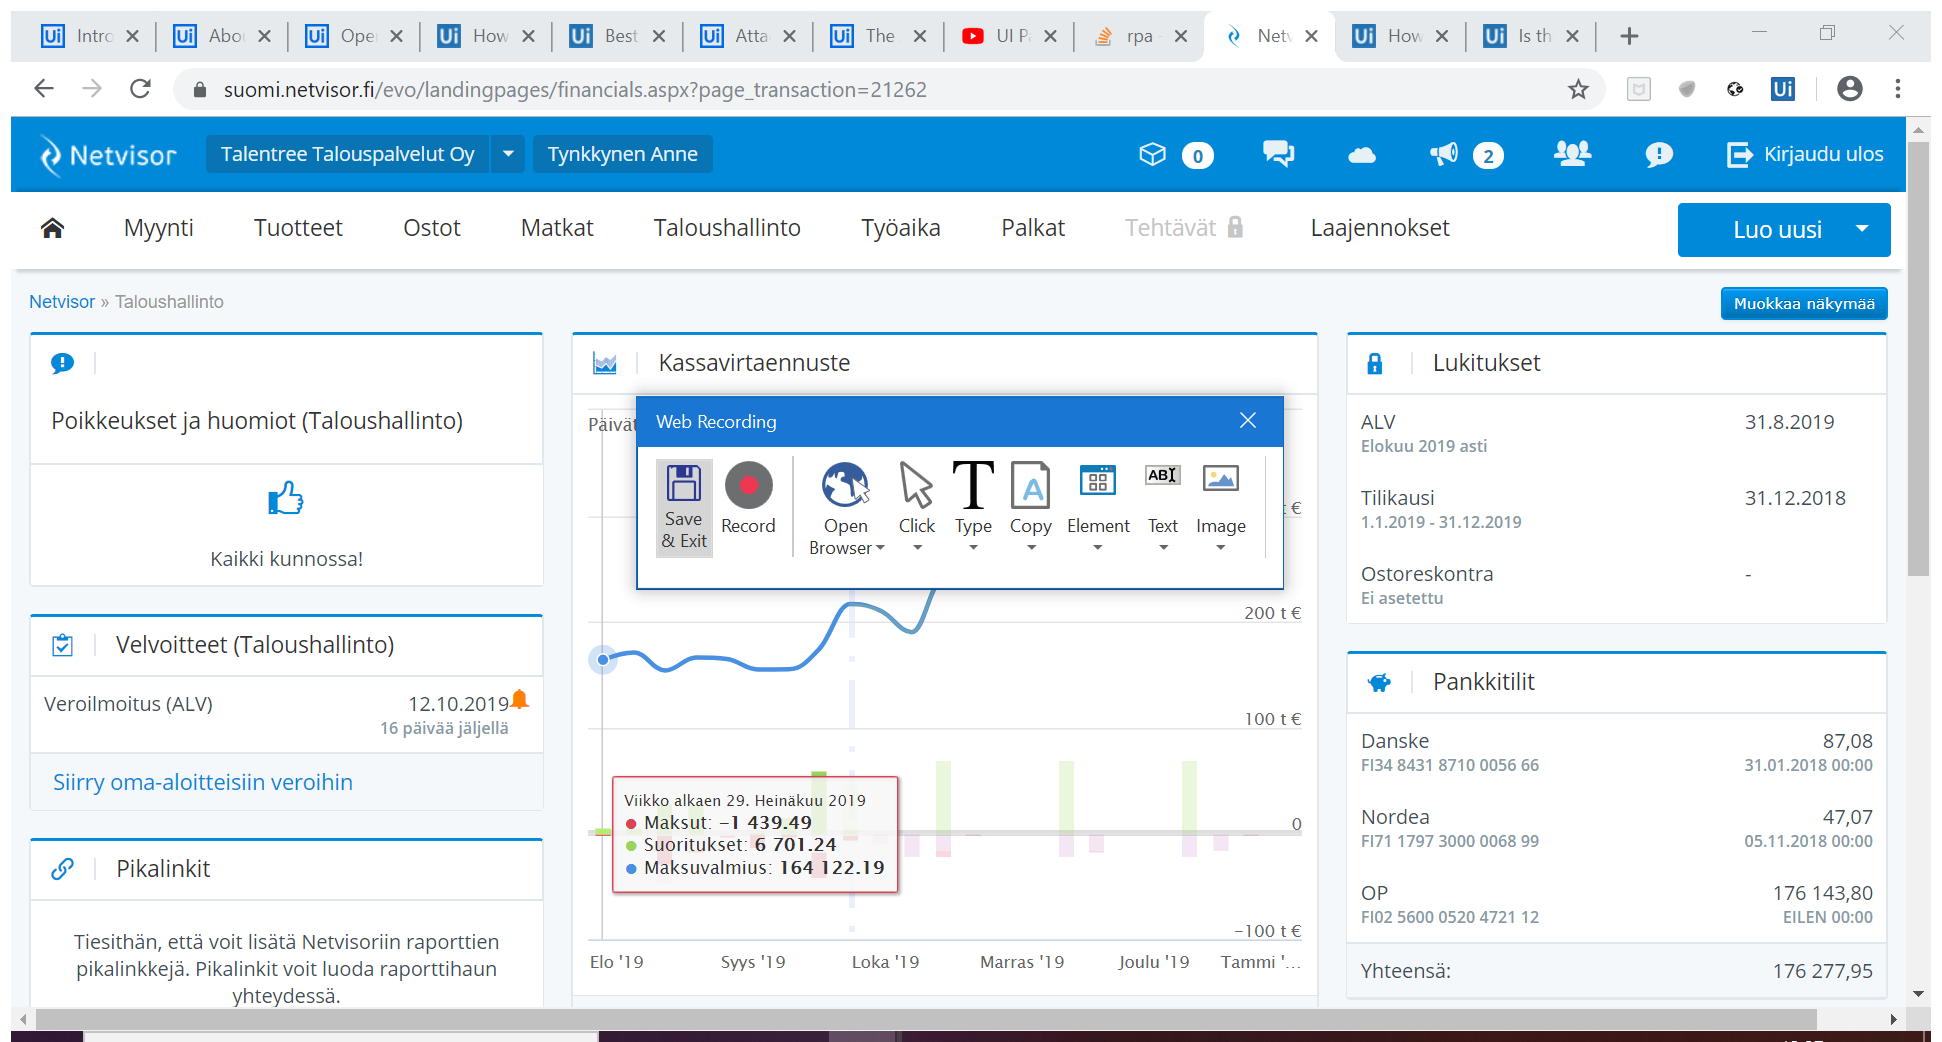 Intro
Abou
Oper
How
Best
Atta
The
UI Pa
rpa -
Netv
How
Is th
suomi.netvisor.fi/evo/landingpages/financials.aspx?page_transaction=21262
Netvisor
Talentree Talouspalvelut Oy
Tynkkynen Anne
0
2
Kirjaudu ulos
Myynti
Tuotteet
Ostot
Matkat
Taloushallinto
Työaika
Palkat
Tehtävät
Laajennokset
Luo uusi
Netvisor » Taloushallinto
Muokkaa näkymää
Poikkeukset ja huomiot (Taloushallinto)
Kaikki kunnossa!
Velvoitteet (Taloushallinto)
Veroilmoitus (ALV)
12.10.2019
16 päivää jäljellä
Siirry oma-aloitteisiin veroihin
Pikalinkit
Tiesithän, että voit lisätä Netvisoriin raporttien
pikalinkkejä. Pikalinkit voit luoda raporttihaun
yhteydessä.
Kassavirtaennuste
Päivät
Web Recording
Save
& Exit
Record
Open
Browser
Click
Type
Copy
Element
Text
Image
t €
200 t €
100 t €
0
-100 t €
Viikko alkaen 29. Heinäkuu 2019
Maksut: -1 439.49
Suoritukset: 6 701.24
Maksuvalmius: 164 122.19
Elo '19
Syys '19
Loka '19
Marras '19
Joulu '19
Tammi '...
Lukitukset
ALV
31.8.2019
Elokuu 2019 asti
Tilikausi
31.12.2018
1.1.2019 - 31.12.2019
Ostoreskontra
-
Ei asetettu
Pankkitilit
Danske
87,08
FI34 8431 8710 0056 66
31.01.2018 00:00
Nordea
47,07
FI71 1797 3000 0068 99
05.11.2018 00:00
OP
176 143,80
FI02 5600 0520 4721 12
EILEN 00:00
Yhteensä:
176 277,95